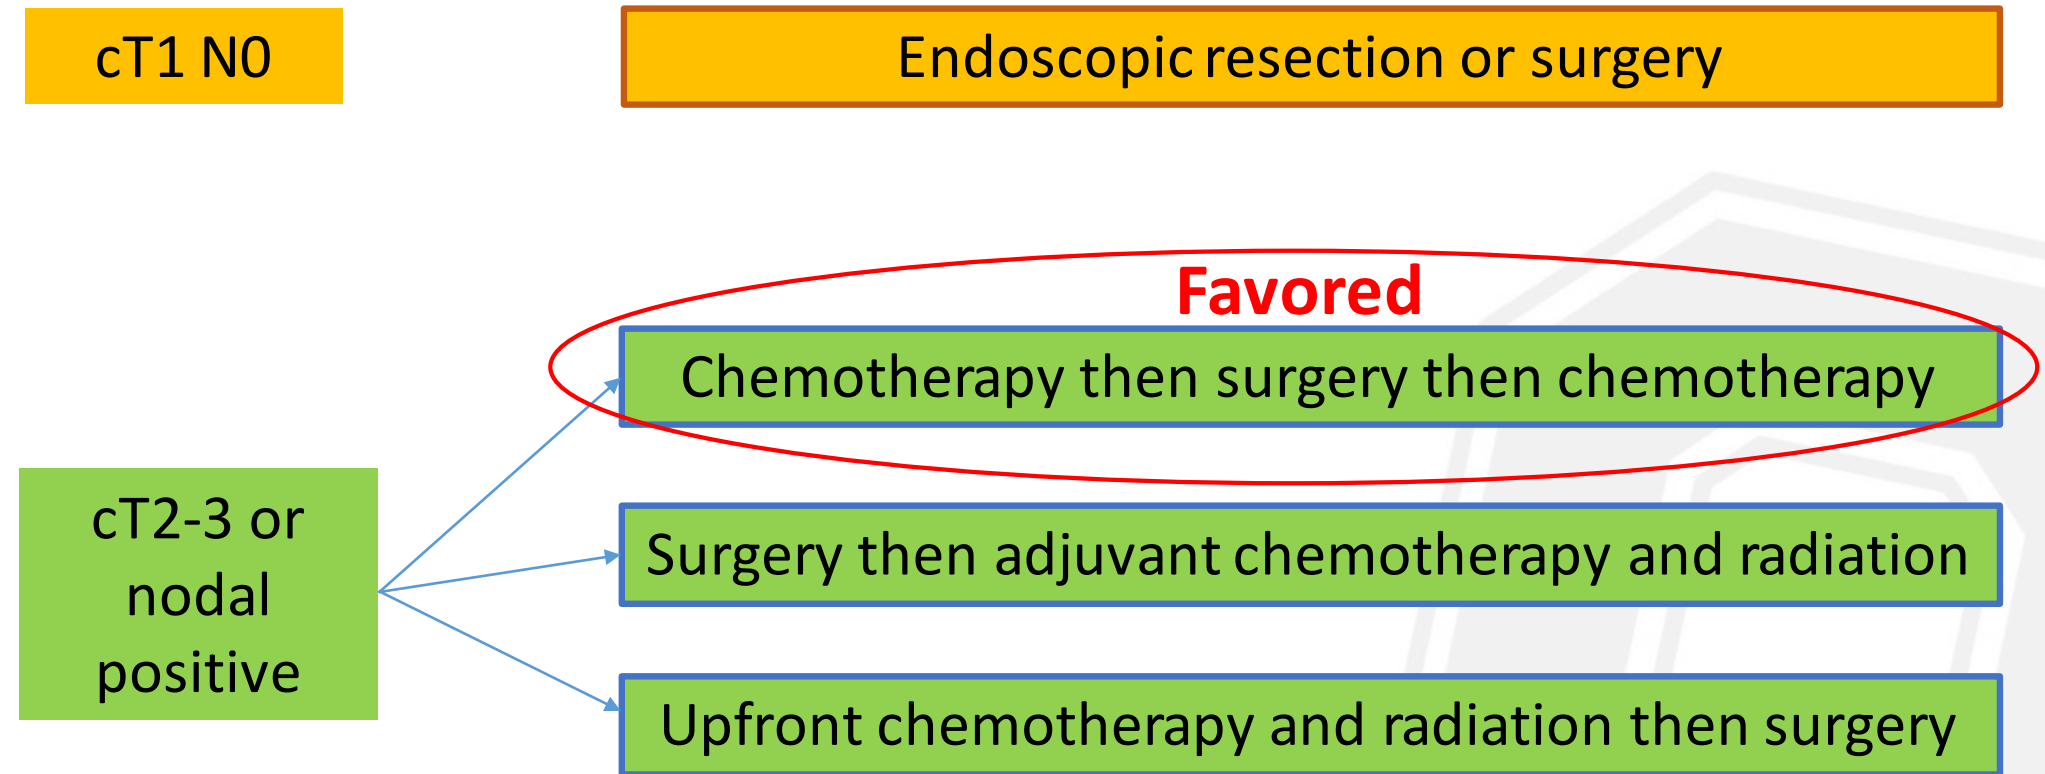 cT1 N0
Endoscopic resection or surgery
Favored
Chemotherapy then surgery then chemotherapy
cT2-3 or
nodal
positive
Surgery then adjuvant chemotherapy and radiation
Upfront chemotherapy and radiation then surgery